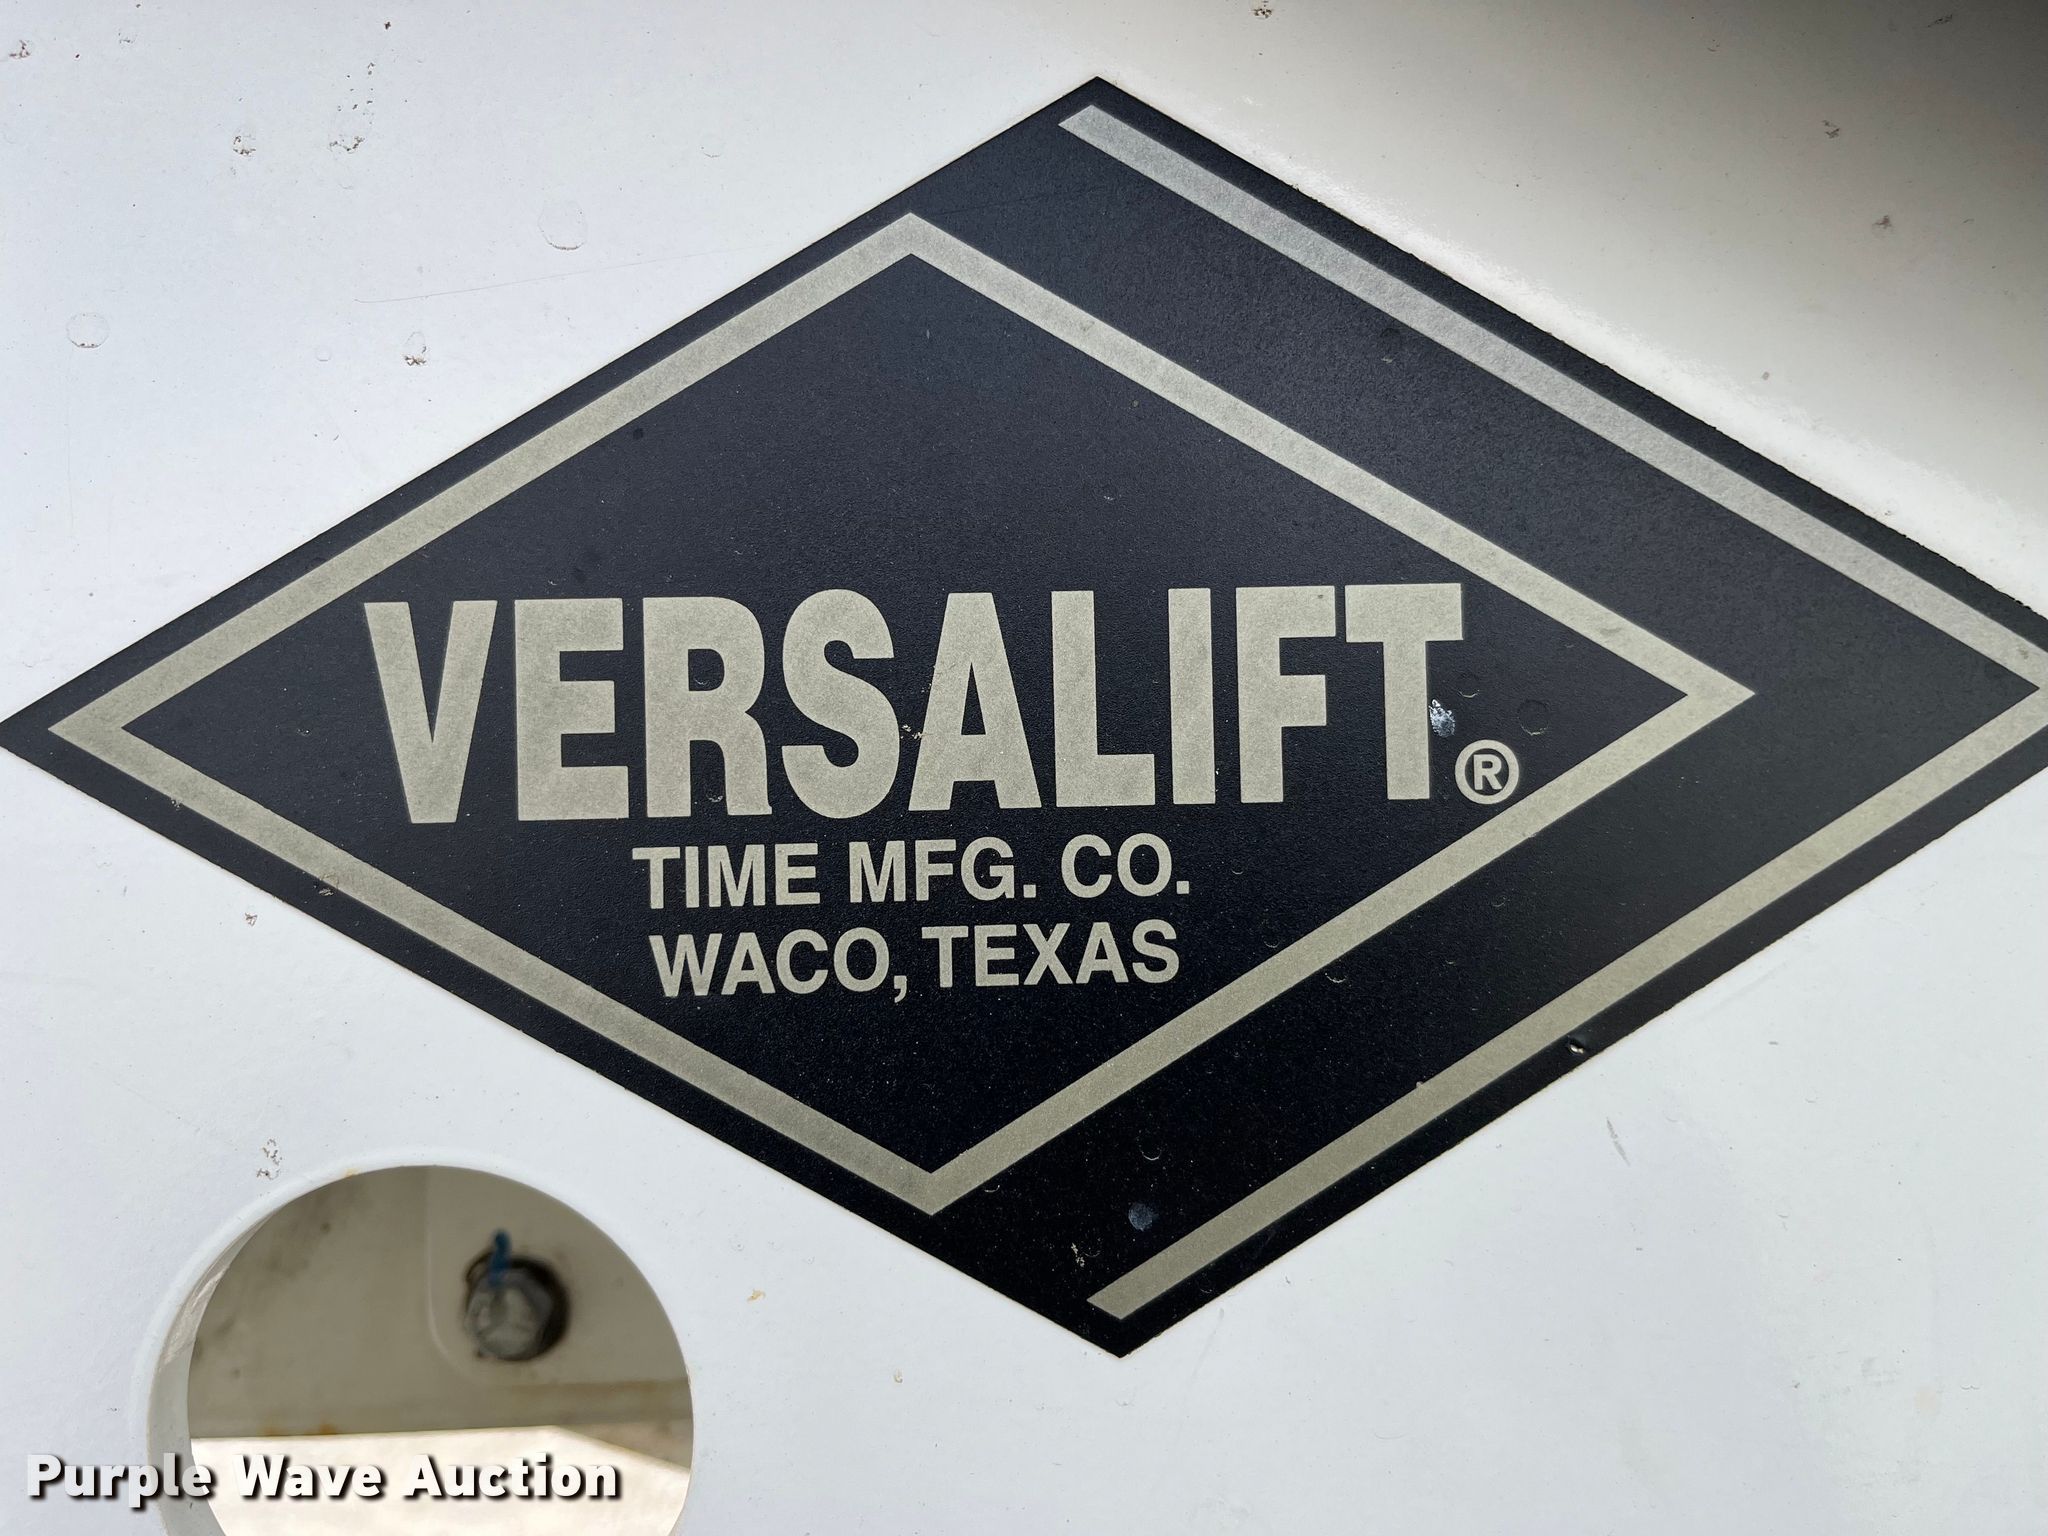 VERSALIFT®
TIME MFG. CO.
WACO, TEXAS
Purple Wave Auction